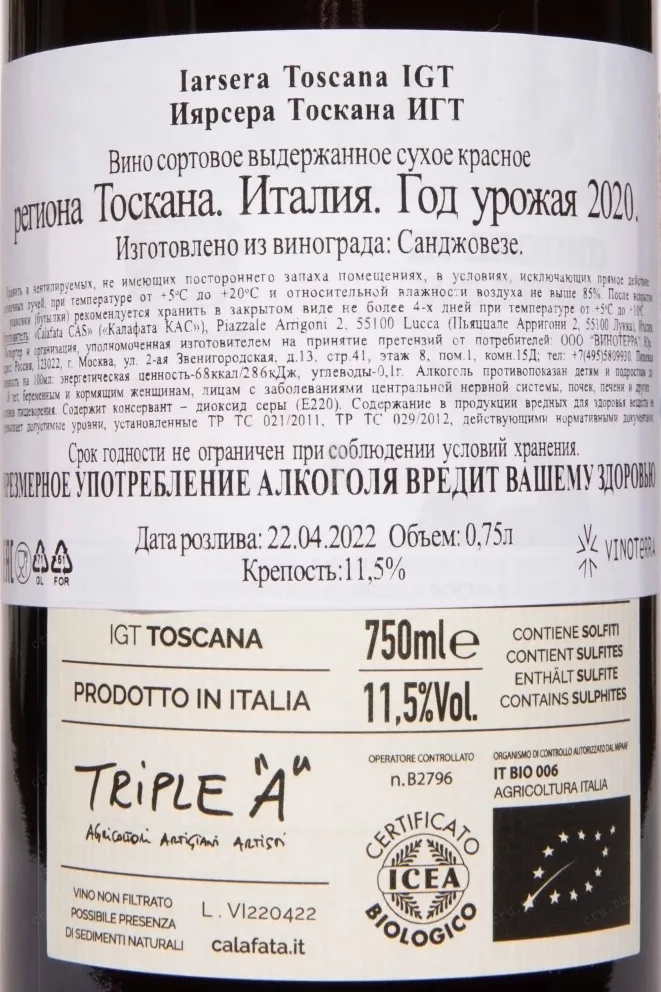 Iarsera Toscana IGT
Иярсера Тоскана ИГТ
Вино сортовое выдержанное сухое красное
региона Тоскана. Италия. Год урожая 2020.
Изготовлено из винограда: Санджовезе.
в вентилируемых, не имеющих постороннего запаха помещениях, в условиях, исключающих прямое
лучей, при температуре от +5°C до +20°C и относительной влажности воздуха не выше 85%. После вскрытия
(бутылки) рекомендуется хранить в закрытом виде не более 4-х дней при температуре от +5°C до
«Calafata CAS» («Калафата КАС»), Piazzale Arrigoni 2, 55100 Lucca (Пьяццале Арригони 2, 55100 Лукка),
и организация, уполномоченная изготовителем на принятие претензий от потребителей: ООО "ВИНОТЕРРА"
Россия, 123022, г. Москва, ул. 2-ая Звенигородская, д.13, стр.41, этаж 8, пом.1, комн.15Д; тел: +7(495)5809930.
на 100мл: энергетическая ценность-68ккал/286кДж, углеводы-0,1г. Алкоголь противопоказан детям и подросткам
лет, беременным и кормящим женщинам, лицам с заболеваниями центральной нервной системы, почек, печени и других
пищеварения. Содержит консервант – диоксид серы (E220). Содержание в продукции вредных для здоровья веществ не
допустимые уровни, установленные ТР ТС 021/2011, ТР ТС 029/2012, действующими нормативными
Срок годности не ограничен при соблюдении условий хранения.
ЧРЕЗМЕРНОЕ УПОТРЕБЛЕНИЕ АЛКОГОЛЯ ВРЕДИТ ВАШЕМУ ЗДОРОВЬЮ
Дата розлива: 22.04.2022 Объем: 0,75л
Крепость:11,5%
GL
FOR
VINOTERRA
IGT TOSCANA
PRODOTTO IN ITALIA
750ml e
11,5%Vol.
CONTIENE SOLFITI
CONTIENT SULFITES
ENTHÄLT SULFITE
CONTAINS SULPHITES
TRIPLE "A"
AGRICOLTORI ARTIGIANI ARTISTI
OPERATORE CONTROLLATO
n.B2796
ORGANISMO DI CONTROLLO AUTORIZZATO DAL MIPAAF
IT BIO 006
AGRICOLTURA ITALIA
CERTIFICATO
ICEA
BIOLOGICO
VINO NON FILTRATO
POSSIBILE PRESENZA
DI SEDIMENTI NATURALI
L. VI220422
calafata.it